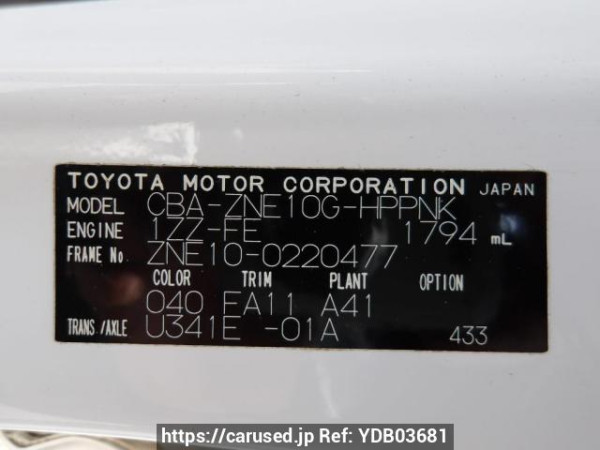 TOYOTA MOTOR CORPORATION JAPAN
MODEL CBA-ZNE10G-HPPNK
ENGINE 1ZZ-FE 1794 mL
FRAME No. ZNE10-0220477
COLOR TRIM PLANT OPTION
040 FA11 A41
TRANS./AXLE U341E -01A 433
https://carused.jp Ref: YDB03681